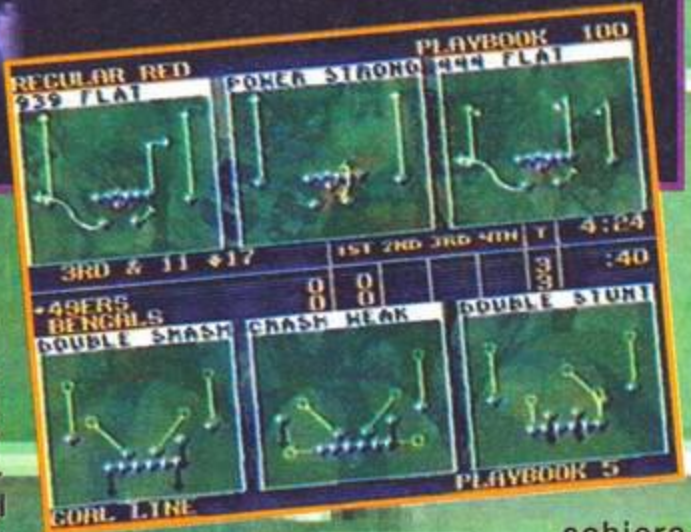 PLAYBOOK 100
REGULAR RED
939 FLAT
POWER STRONG
444 FLAT
3RD & 11 17
1ST 2ND 3RD 4TH T
4:24
:40
49ERS 0 0 3
BENGALS 0 0 3
DOUBLE SMASH
CRASH WEAK
DOUBLE STUNT
GOAL LINE
PLAYBOOK 5